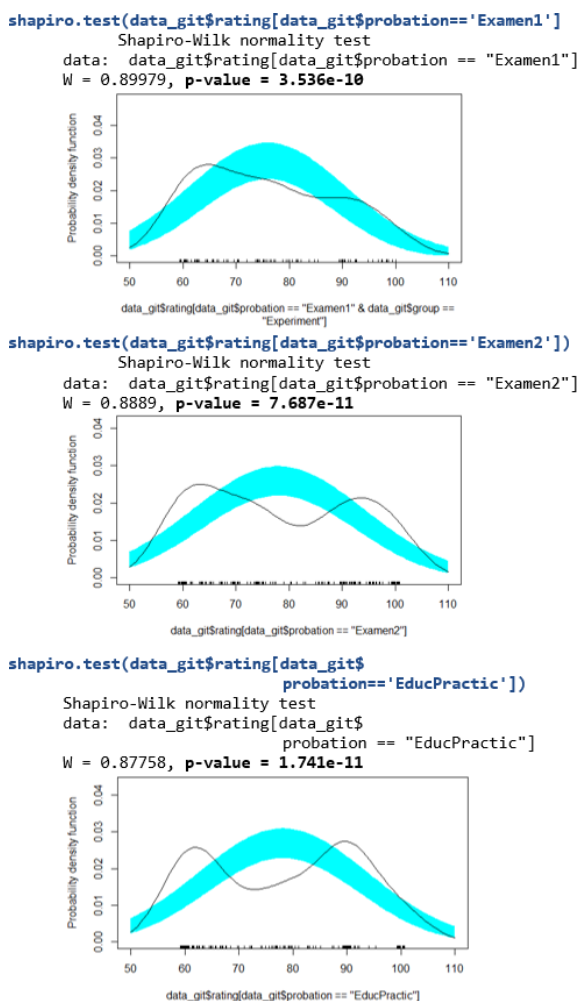 shapiro.test(data_git$rating[data_git$probation=='Examen1']
Shapiro-Wilk normality test
data: data_git$rating[data_git$probation == "Examen1"]
W = 0.89979, p-value = 3.536e-10
Probability density function
0.04
0.03
0.02
0.01
0.00
50 60 70 80 90 100 110
data_git$rating[data_git$probation == "Examen1" & data_git$group ==
"Experiment"]
shapiro.test(data_git$rating[data_git$probation=='Examen2'])
Shapiro-Wilk normality test
data: data_git$rating[data_git$probation == "Examen2"]
W = 0.8889, p-value = 7.687e-11
Probability density function
0.04
0.03
0.02
0.01
0.00
50 60 70 80 90 100 110
data_git$rating[data_git$probation == "Examen2"]
shapiro.test(data_git$rating[data_git$
probation=='EducPractic'])
Shapiro-Wilk normality test
data: data_git$rating[data_git$
probation == "EducPractic"]
W = 0.87758, p-value = 1.741e-11
Probability density function
0.04
0.03
0.02
0.01
0.00
50 60 70 80 90 100 110
data_git$rating[data_git$probation == "EducPractic"]